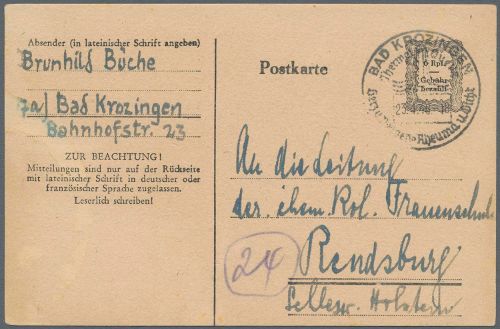 Absender (in lateinischer Schrift angeben)
Brunhild Büche
7a/ Bad Krozingen
Bahnhofstr. 23
ZUR BEACHTUNG!
Mitteilungen sind nur auf der Rückseite
mit lateinischer Schrift in deutscher oder
französischer Sprache zugelassen.
Leserlich schreiben!
Postkarte
BAD KROZINGEN
6 Rpf.
Gebühr
bezahlt
Rheuma u. Gicht
An die Leitung
der ehem. Kol. Frauenschule
Rendsburg
Holstein
24